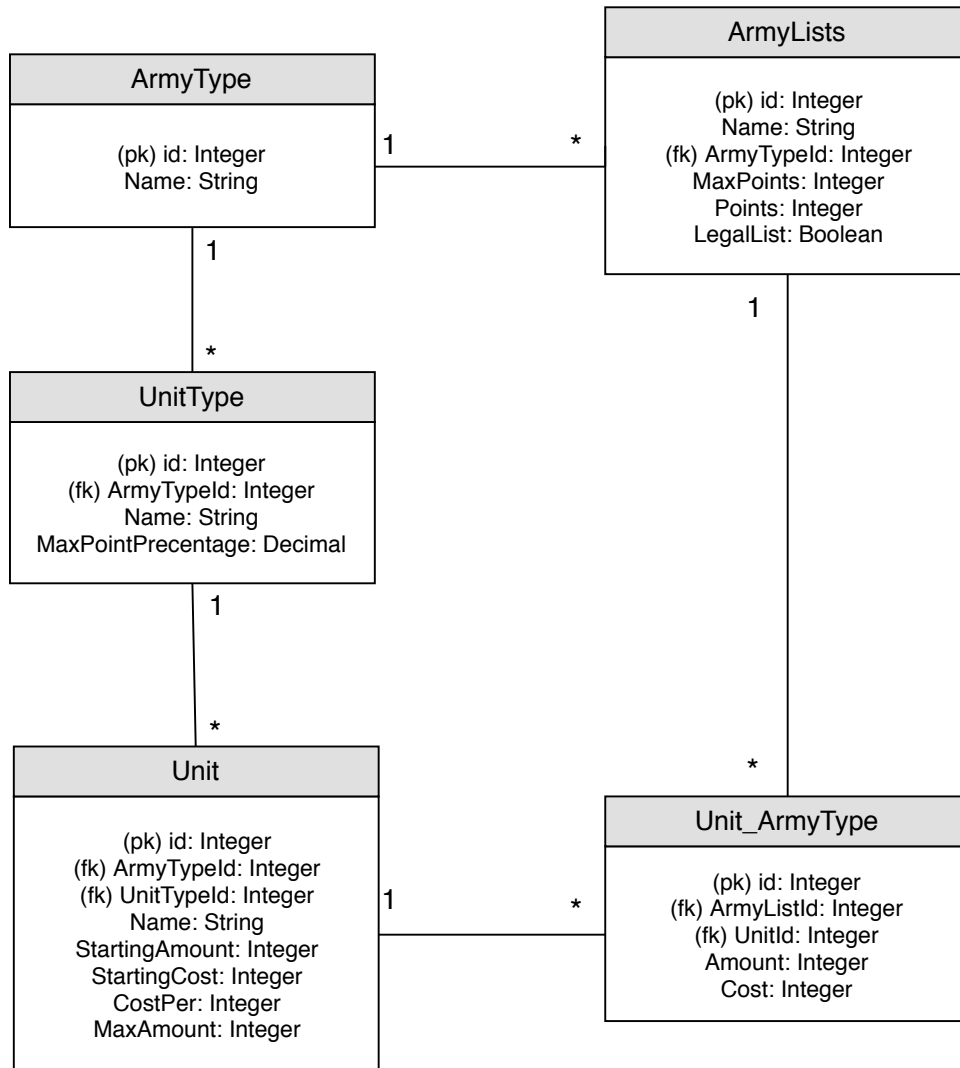 ArmyType
(pk) id: Integer
Name: String
1
*
ArmyLists
(pk) id: Integer
Name: String
(fk) ArmyTypeId: Integer
MaxPoints: Integer
Points: Integer
LegalList: Boolean
1
*
UnitType
(pk) id: Integer
(fk) ArmyTypeId: Integer
Name: String
MaxPointPrecentage: Decimal
1
*
1
*
Unit
(pk) id: Integer
(fk) ArmyTypeId: Integer
(fk) UnitTypeId: Integer
Name: String
StartingAmount: Integer
StartingCost: Integer
CostPer: Integer
MaxAmount: Integer
1
*
Unit_ArmyType
(pk) id: Integer
(fk) ArmyListId: Integer
(fk) UnitId: Integer
Amount: Integer
Cost: Integer